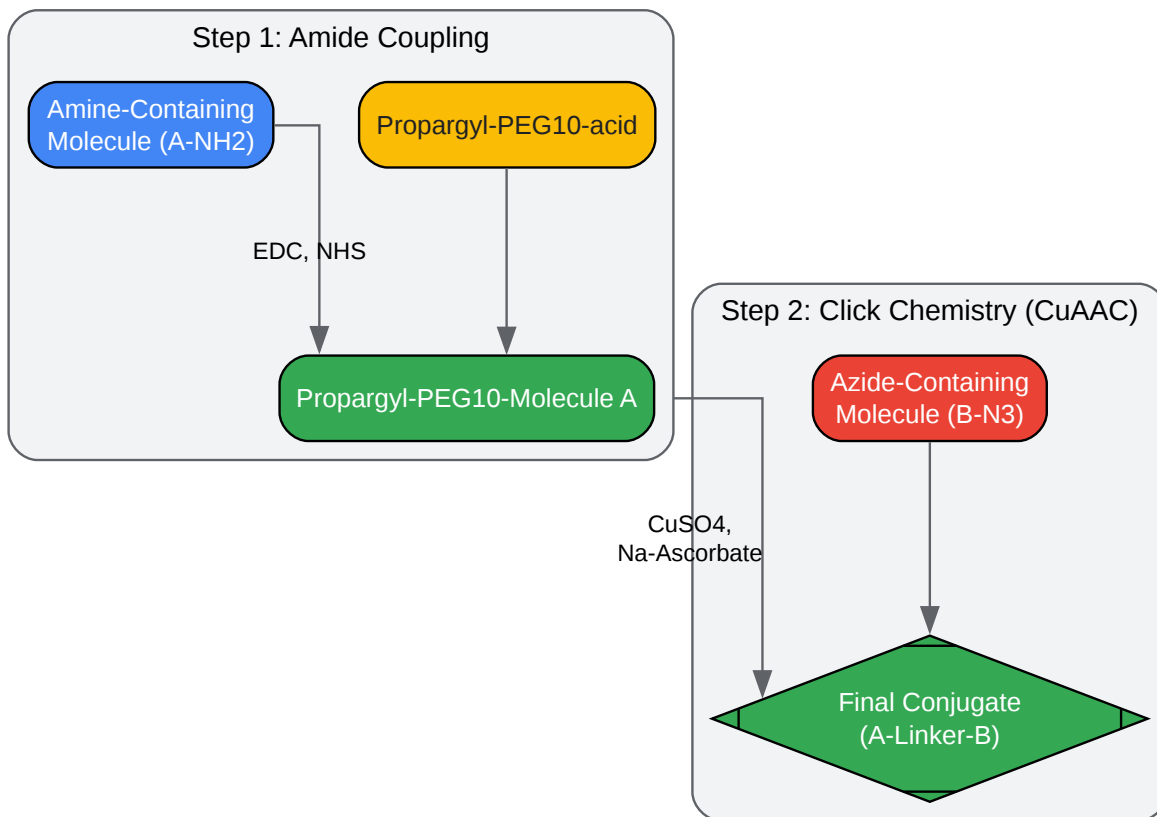 Step 1: Amide Coupling
Amine-Containing
Molecule (A-NH2)
Propargyl-PEG10-acid
EDC, NHS
Propargyl-PEG10-Molecule A
Step 2: Click Chemistry (CuAAC)
Azide-Containing
Molecule (B-N3)
CuSO4,
Na-Ascorbate
Final Conjugate
(A-Linker-B)